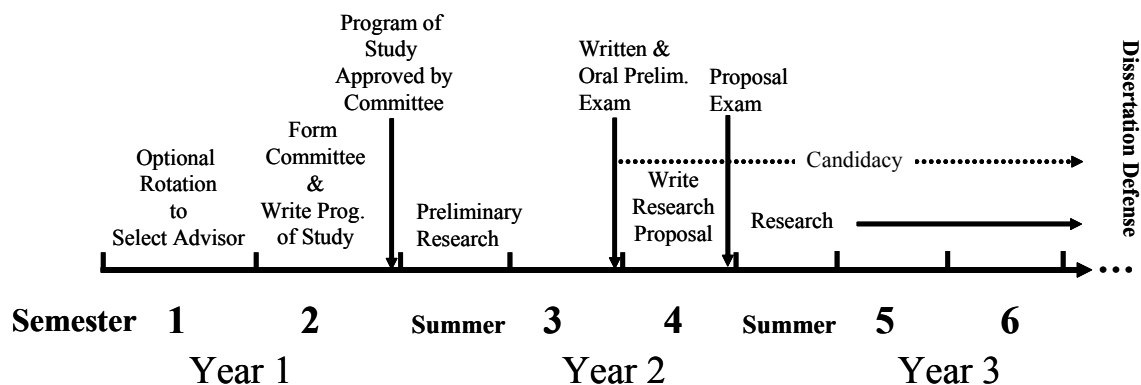 Program of
Study
Approved by
Committee
Written &
Oral Prelim.
Exam
Proposal
Exam
Dissertation Defense
Form
Committee
&
Write Prog.
of Study
Optional
Rotation
to
Select Advisor
Candidacy
Write
Research
Proposal
Preliminary
Research
Research
Semester 1 2 Summer 3 4 Summer 5 6
Year 1 Year 2 Year 3